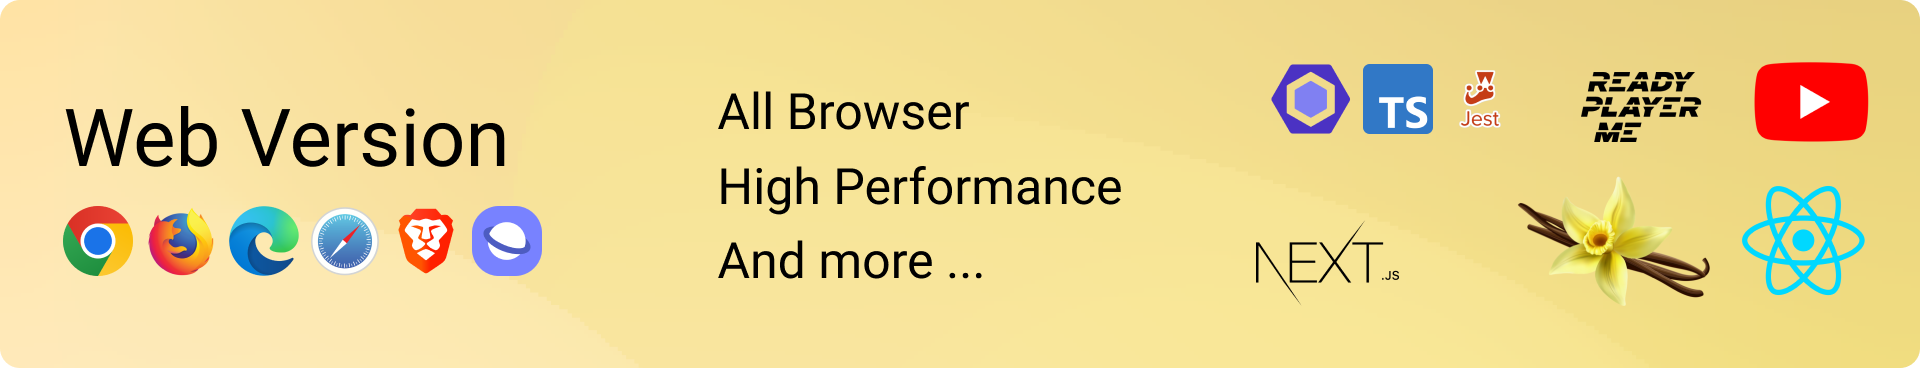 Web Version
All Browser
High Performance
And more ...
TS
Jest
READY
PLAYER
ME
NEXT.JS